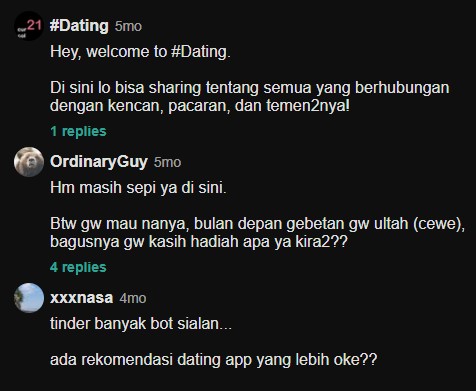 #Dating 5mo
Hey, welcome to #Dating.
Di sini lo bisa sharing tentang semua yang berhubungan
dengan kencan, pacaran, dan temen2nya!
1 replies
OrdinaryGuy 5mo
Hm masih sepi ya di sini.
Btw gw mau nanya, bulan depan gebetan gw ultah (cewe),
bagusnya gw kasih hadiah apa ya kira2??
4 replies
xxxnasa 4mo
tinder banyak bot sialan...
ada rekomendasi dating app yang lebih oke??